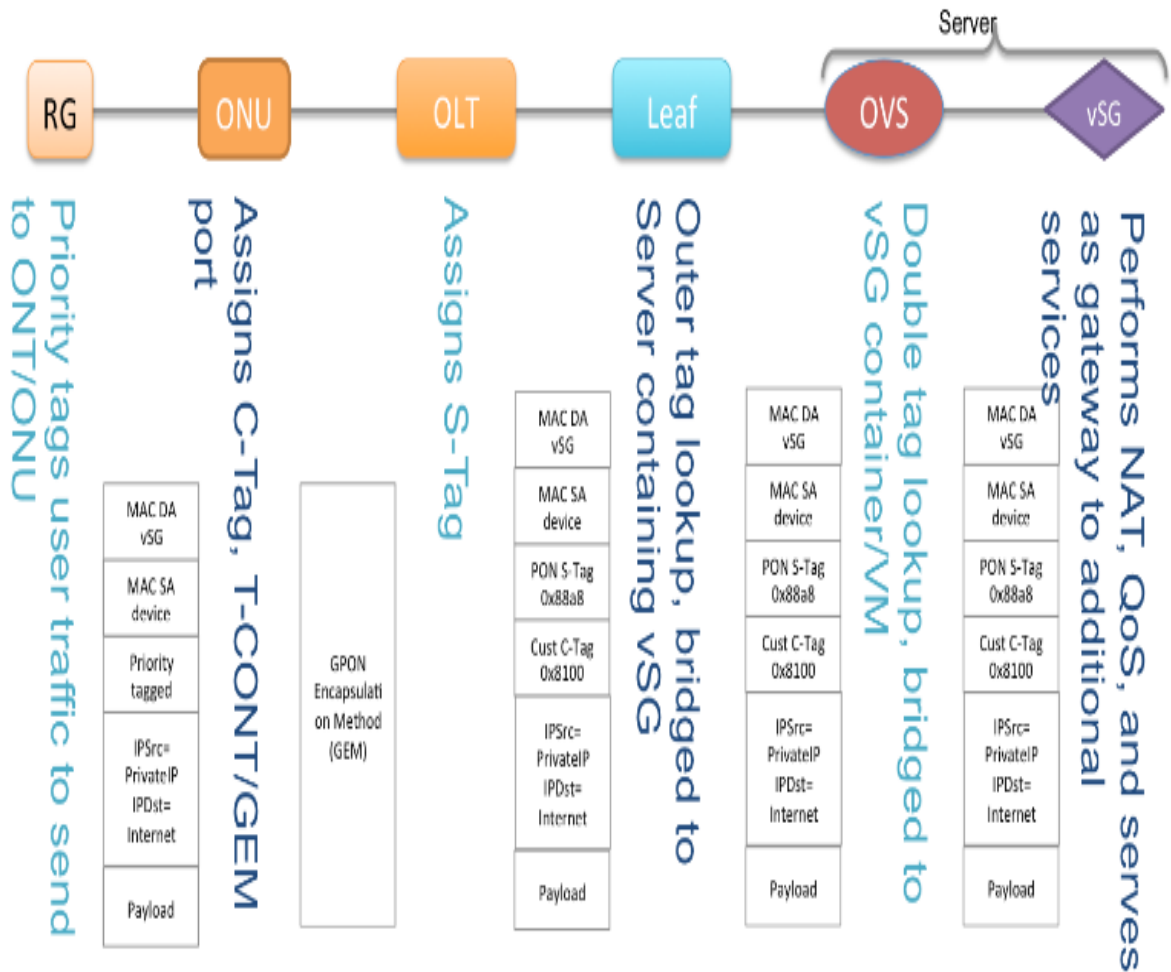 Server
RG
ONU
OLT
Leaf
OVS
vSG
Priority tags user traffic to send
to ONT/ONU
MAC DA
vSG
MAC SA
device
Priority
tagged
IPSrc=
PrivateIP
IPDst=
Internet
Payload
Assigns C-Tag, T-CONT/GEM
port
GPON
Encapsulati
on Method
(GEM)
Assigns S-Tag
MAC DA
vSG
MAC SA
device
PON S-Tag
0x88a8
Cust C-Tag
0x8100
IPSrc=
PrivateIP
IPDst=
Internet
Payload
Outer tag lookup, bridged to
Server containing vSG
MAC DA
vSG
MAC SA
device
PON S-Tag
0x88a8
Cust C-Tag
0x8100
IPSrc=
PrivateIP
IPDst=
Internet
Payload
Double tag lookup, bridged to
vSG container/VM
MAC DA
vSG
MAC SA
device
PON S-Tag
0x88a8
Cust C-Tag
0x8100
IPSrc=
PrivateIP
IPDst=
Internet
Payload
Performs NAT, QoS, and serves
as gateway to additional
services